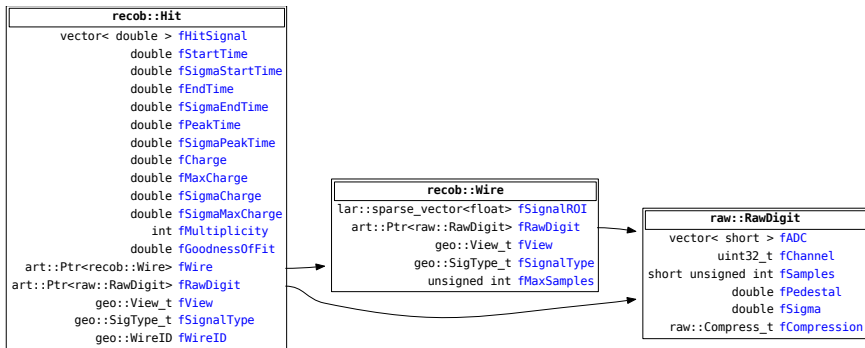 recob::Hit
vector< double > fHitSignal
double fStartTime
double fSigmaStartTime
double fEndTime
double fSigmaEndTime
double fPeakTime
double fSigmaPeakTime
double fCharge
double fMaxCharge
double fSigmaCharge
double fSigmaMaxCharge
int fMultiplicity
double fGoodnessOfFit
art::Ptr<recob::Wire> fWire
art::Ptr<raw::RawDigit> fRawDigit
geo::View_t fView
geo::SigType_t fSignalType
geo::WireID fWireID
recob::Wire
lar::sparse_vector<float> fSignalROI
art::Ptr<raw::RawDigit> fRawDigit
geo::View_t fView
geo::SigType_t fSignalType
unsigned int fMaxSamples
raw::RawDigit
vector< short > fADC
uint32_t fChannel
short unsigned int fSamples
double fPedestal
double fSigma
raw::Compress_t fCompression